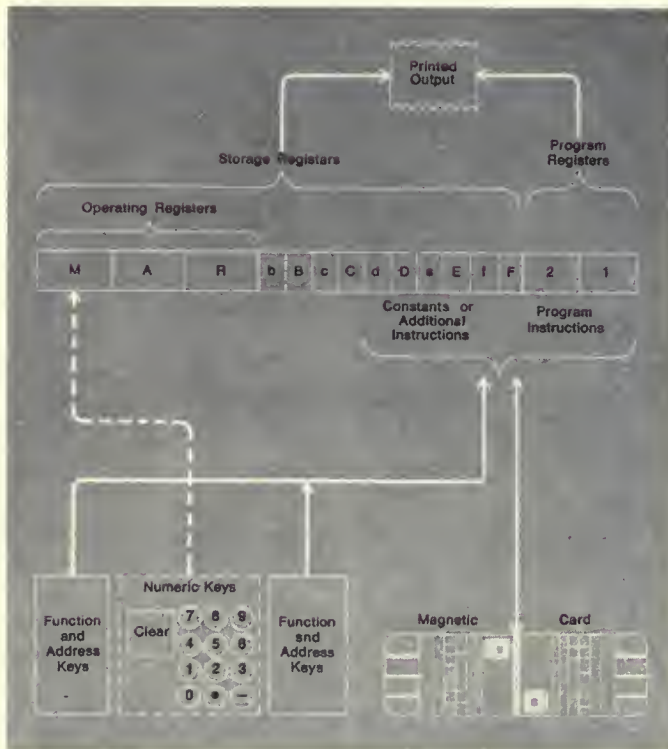 Printed
Output
Storage Registars
Program
Registers
Operating Registers
M A R b B c C d D e E f F 2 1
Constants or
Additional
Instructions
Program
Instructions
Function
and
Address
Keys
Numeric Keys
Clear
7 8 9
4 5 6
1 2 3
0 • –
Function
and
Address
Keys
Magnetic Card